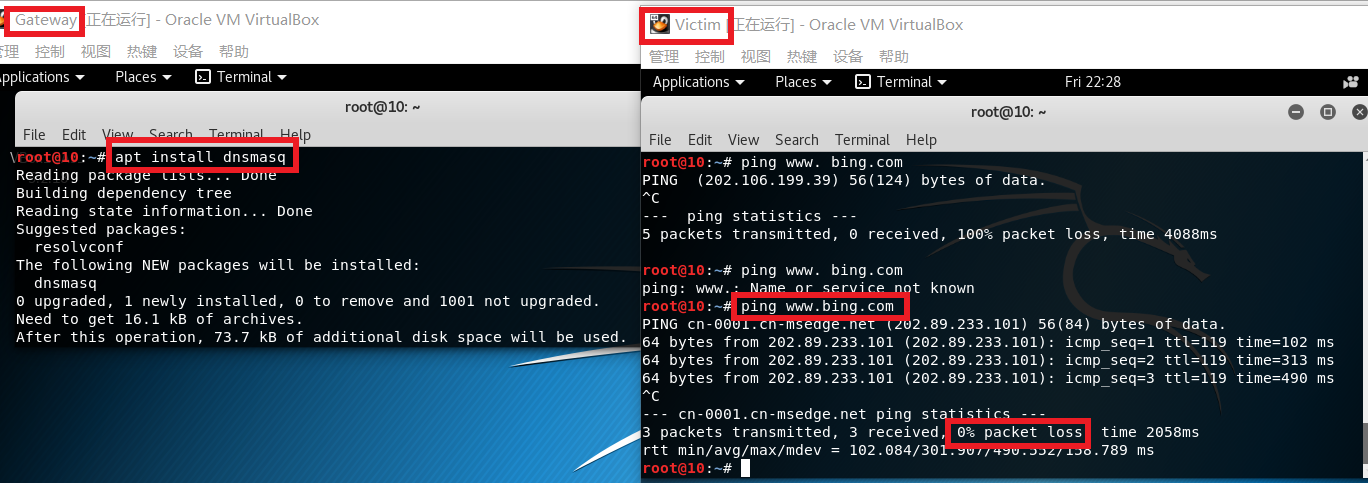 Gateway [正在运行] - Oracle VM VirtualBox
管理 控制 视图 热键 设备 帮助
Applications Places Terminal
root@10: ~
File Edit View Search Terminal Help
root@10:~# apt install dnsmasq
Reading package lists... Done
Building dependency tree
Reading state information... Done
Suggested packages:
resolvconf
The following NEW packages will be installed:
dnsmasq
0 upgraded, 1 newly installed, 0 to remove and 1001 not upgraded.
Need to get 16.1 kB of archives.
After this operation, 73.7 kB of additional disk space will be used.
Victim [正在运行] - Oracle VM VirtualBox
管理 控制 视图 热键 设备 帮助
Applications Places Terminal Fri 22:28
root@10: ~
File Edit View Search Terminal Help
root@10:~# ping www. bing.com
PING  (202.106.199.39) 56(124) bytes of data.
^C
---  ping statistics ---
5 packets transmitted, 0 received, 100% packet loss, time 4088ms
root@10:~# ping www. bing.com
ping: www.: Name or service not known
root@10:~# ping www.bing.com
PING cn-0001.cn-msedge.net (202.89.233.101) 56(84) bytes of data.
64 bytes from 202.89.233.101 (202.89.233.101): icmp_seq=1 ttl=119 time=102 ms
64 bytes from 202.89.233.101 (202.89.233.101): icmp_seq=2 ttl=119 time=313 ms
64 bytes from 202.89.233.101 (202.89.233.101): icmp_seq=3 ttl=119 time=490 ms
^C
--- cn-0001.cn-msedge.net ping statistics ---
3 packets transmitted, 3 received, 0% packet loss, time 2058ms
rtt min/avg/max/mdev = 102.084/301.907/490.552/158.789 ms
root@10:~#